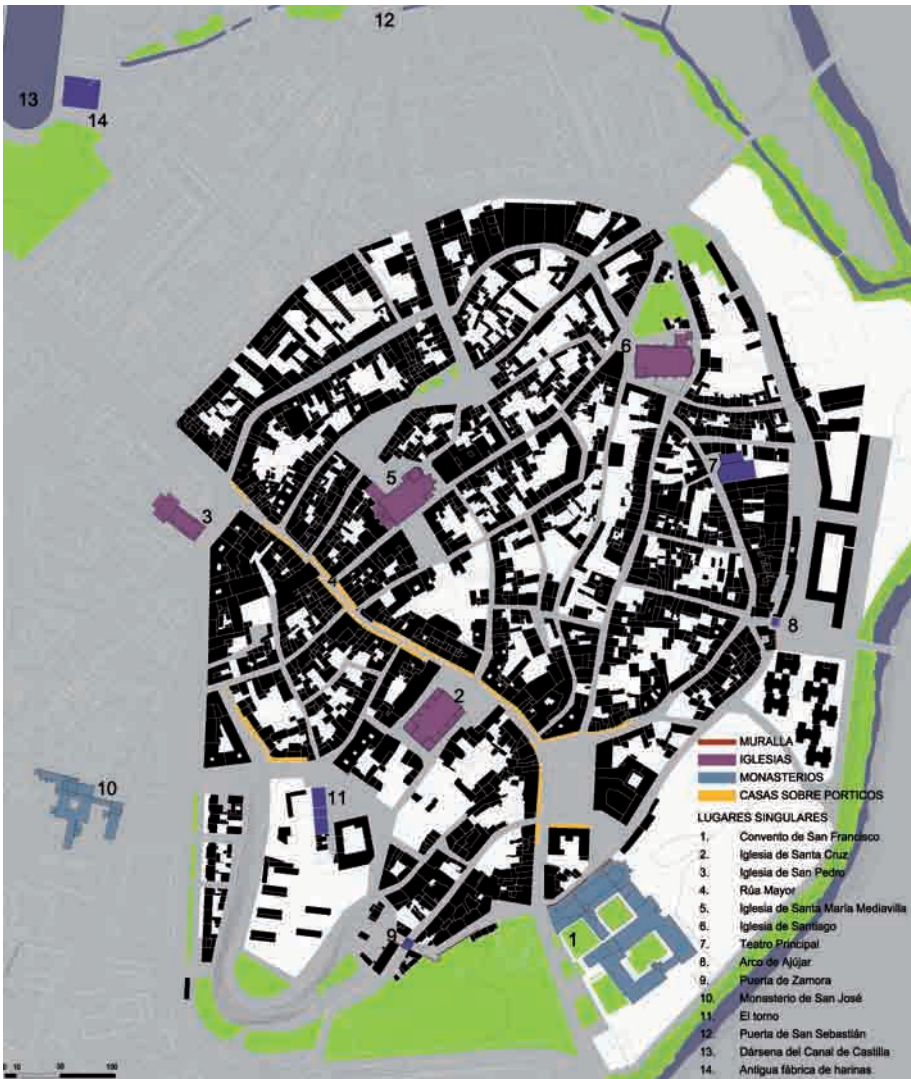 12
13
14
6
7
5
3
4
8
2
10
11
1
9
MURALLA
IGLESIAS
MONASTERIOS
CASAS SOBRE PORTICOS
LUGARES SINGULARES
1. Convento de San Francisco
2. Iglesia de Santa Cruz
3. Iglesia de San Pedro
4. Rúa Mayor
5. Iglesia de Santa María Mediavilla
6. Iglesia de Santiago
7. Teatro Principal
8. Arco de Ajújar
9. Puerta de Zamora
10. Monasterio de San José
11. El torno
12. Puerta de San Sebastián
13. Dársena del Canal de Castilla
14. Antigua fábrica de harinas
0 10 50 100